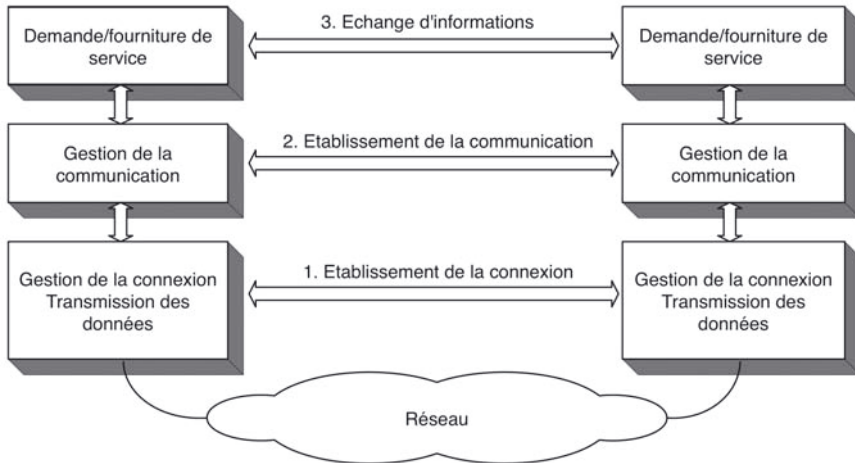 3. Echange d'informations
Demande/fourniture de
service
Demande/fourniture de
service
2. Etablissement de la communication
Gestion de la
communication
Gestion de la
communication
1. Etablissement de la connexion
Gestion de la connexion
Transmission des
données
Gestion de la connexion
Transmission des
données
Réseau